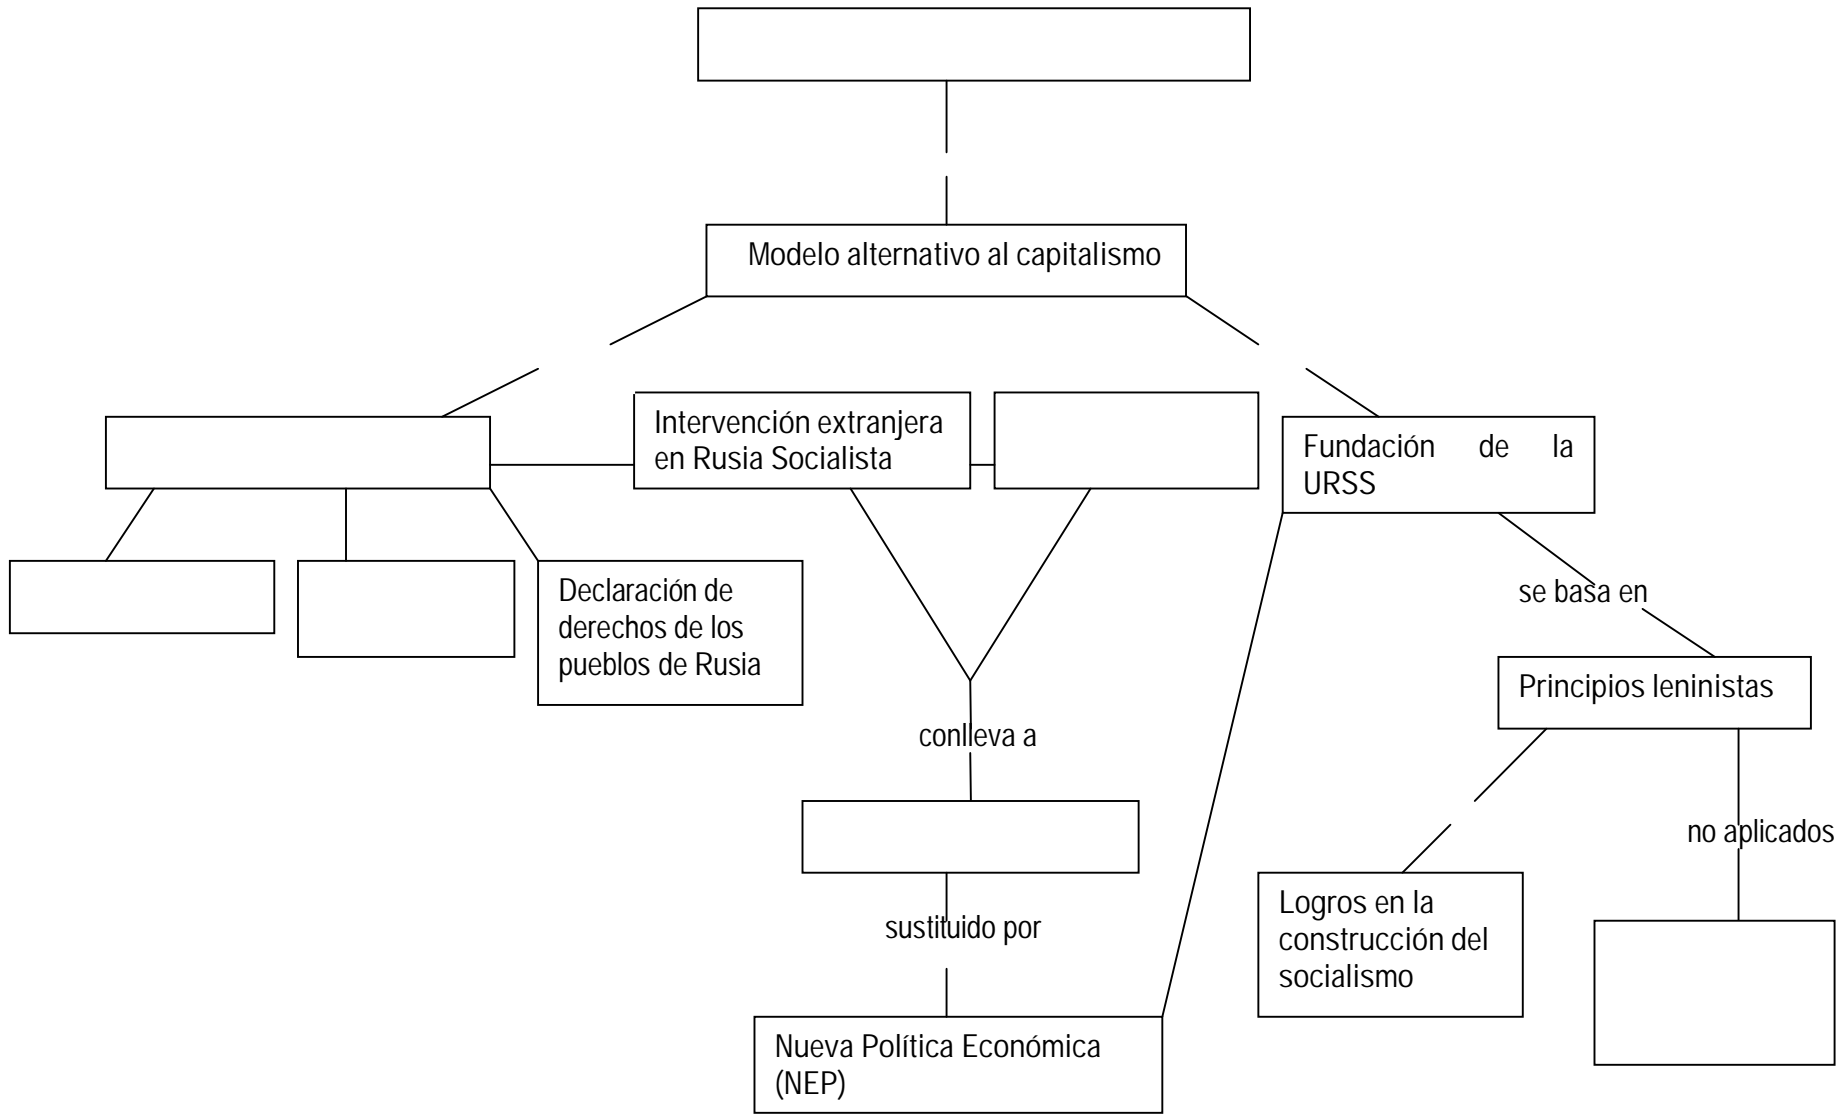 Modelo alternativo al capitalismo
Intervención extranjera
en Rusia Socialista
Fundación de la
URSS
Declaración de
derechos de los
pueblos de Rusia
se basa en
Principios leninistas
conlleva a
no aplicados
sustituido por
Logros en la
construcción del
socialismo
Nueva Política Económica
(NEP)